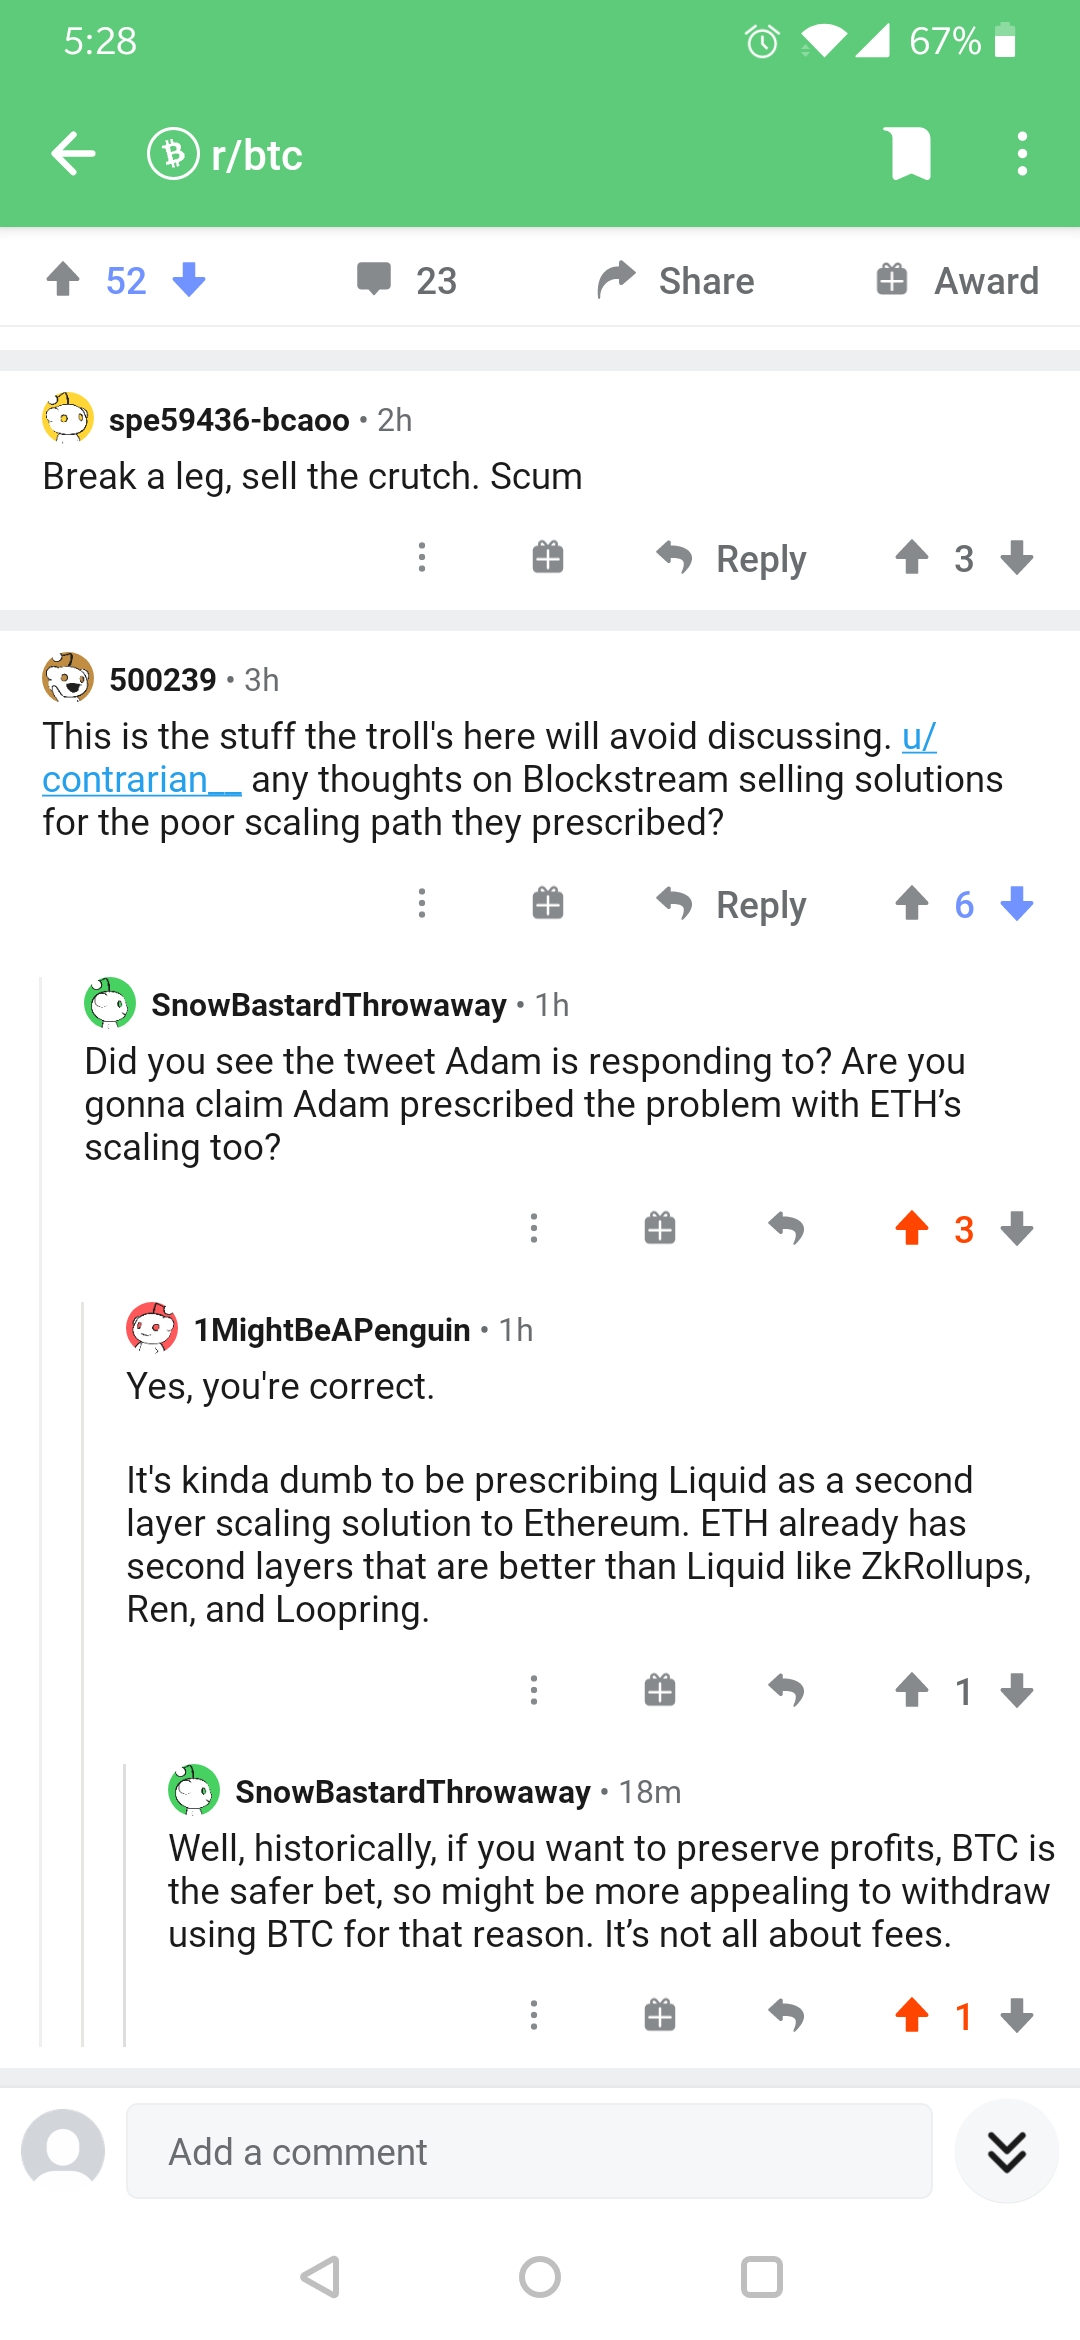 5:28
67%
r/btc
52
23
Share
Award
spe59436-bcaoo • 2h
Break a leg, sell the crutch. Scum
Reply
3
500239 • 3h
This is the stuff the troll's here will avoid discussing. u/
contrarian__ any thoughts on Blockstream selling solutions
for the poor scaling path they prescribed?
Reply
6
SnowBastardThrowaway • 1h
Did you see the tweet Adam is responding to? Are you
gonna claim Adam prescribed the problem with ETH’s
scaling too?
3
1MightBeAPenguin • 1h
Yes, you're correct.
It's kinda dumb to be prescribing Liquid as a second
layer scaling solution to Ethereum. ETH already has
second layers that are better than Liquid like ZkRollups,
Ren, and Loopring.
1
SnowBastardThrowaway • 18m
Well, historically, if you want to preserve profits, BTC is
the safer bet, so might be more appealing to withdraw
using BTC for that reason. It’s not all about fees.
1
Add a comment